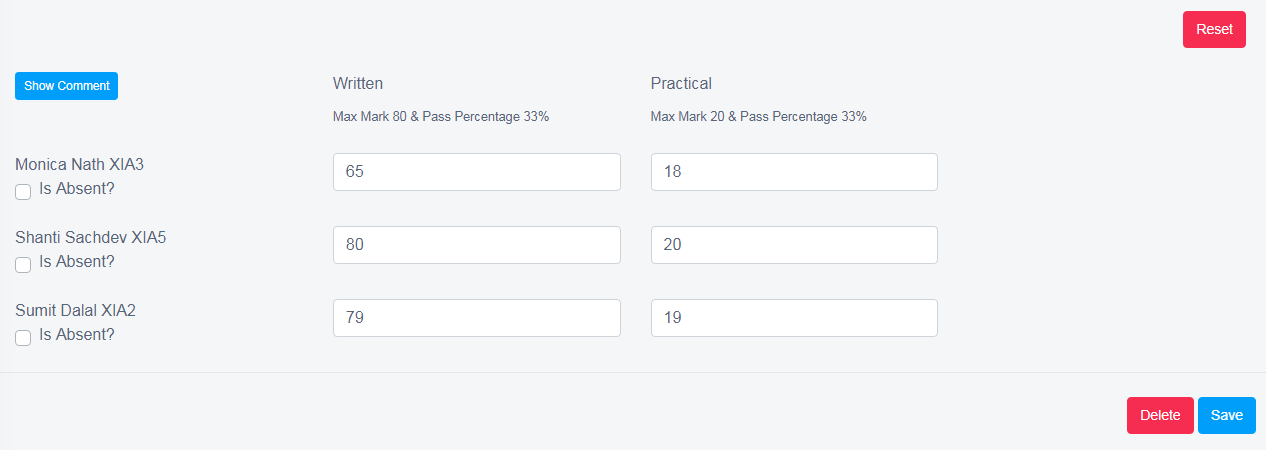 Reset
Show Comment
Written
Practical
Max Mark 80 & Pass Percentage 33%
Max Mark 20 & Pass Percentage 33%
Monica Nath XIA3
Is Absent?
65
18
Shanti Sachdev XIA5
Is Absent?
80
20
Sumit Dalal XIA2
Is Absent?
79
19
Delete
Save